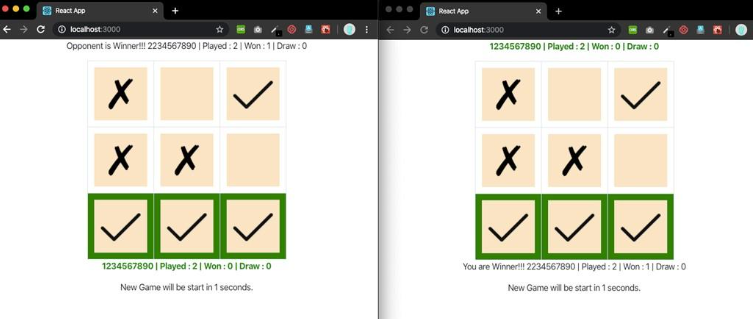 React App
localhost:3000
Opponent is Winner!!! 2234567890 | Played : 2 | Won : 1 | Draw : 0
1234567890 | Played : 2 | Won : 0 | Draw : 0
New Game will be start in 1 seconds.
React App
localhost:3000
1234567890 | Played : 2 | Won : 0 | Draw : 0
You are Winner!!! 2234567890 | Played : 2 | Won : 1 | Draw : 0
New Game will be start in 1 seconds.